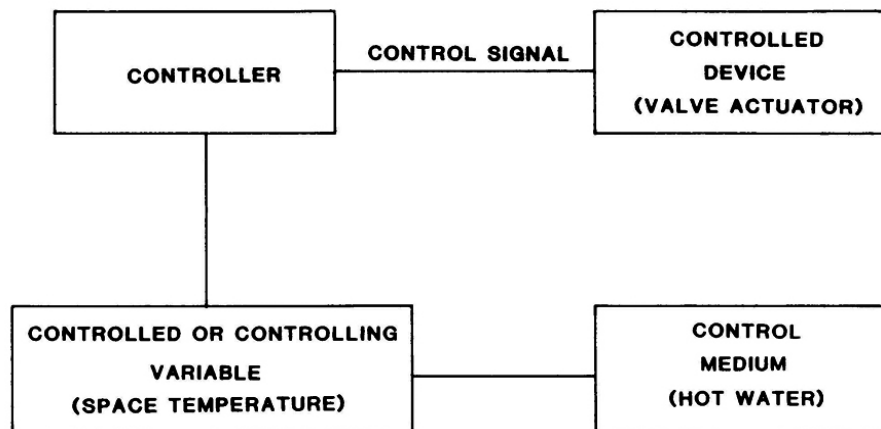 CONTROLLER
CONTROL SIGNAL
CONTROLLED
DEVICE
(VALVE ACTUATOR)
CONTROLLED OR CONTROLLING
VARIABLE
(SPACE TEMPERATURE)
CONTROL
MEDIUM
(HOT WATER)